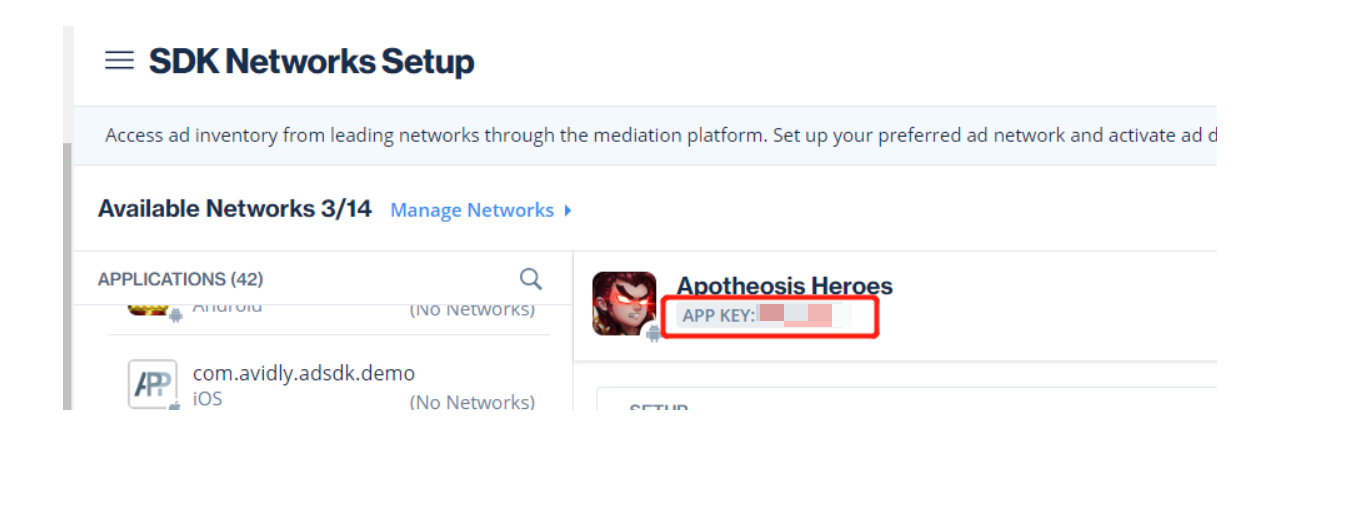 SDK Networks Setup
Access ad inventory from leading networks through the mediation platform. Set up your preferred ad network and activate ad d
Available Networks 3/14 Manage Networks
APPLICATIONS (42)
Android (No Networks)
com.avidly.adsdk.demo
iOS (No Networks)
APP
Apotheosis Heroes
APP KEY:
SETUP